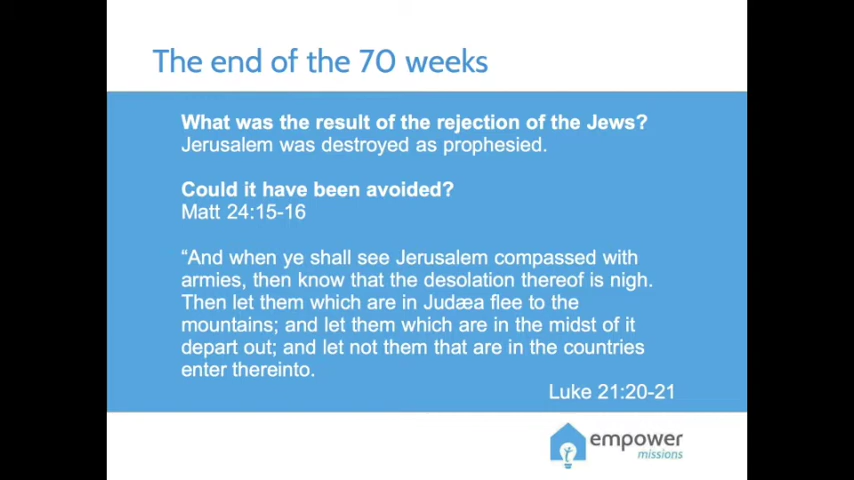 The end of the 70 weeks
What was the result of the rejection of the Jews?
Jerusalem was destroyed as prophesied.
Could it have been avoided?
Matt 24:15-16
“And when ye shall see Jerusalem compassed with
armies, then know that the desolation thereof is nigh.
Then let them which are in Judæa flee to the
mountains; and let them which are in the midst of it
depart out; and let not them that are in the countries
enter thereinto.
Luke 21:20-21
empower
missions